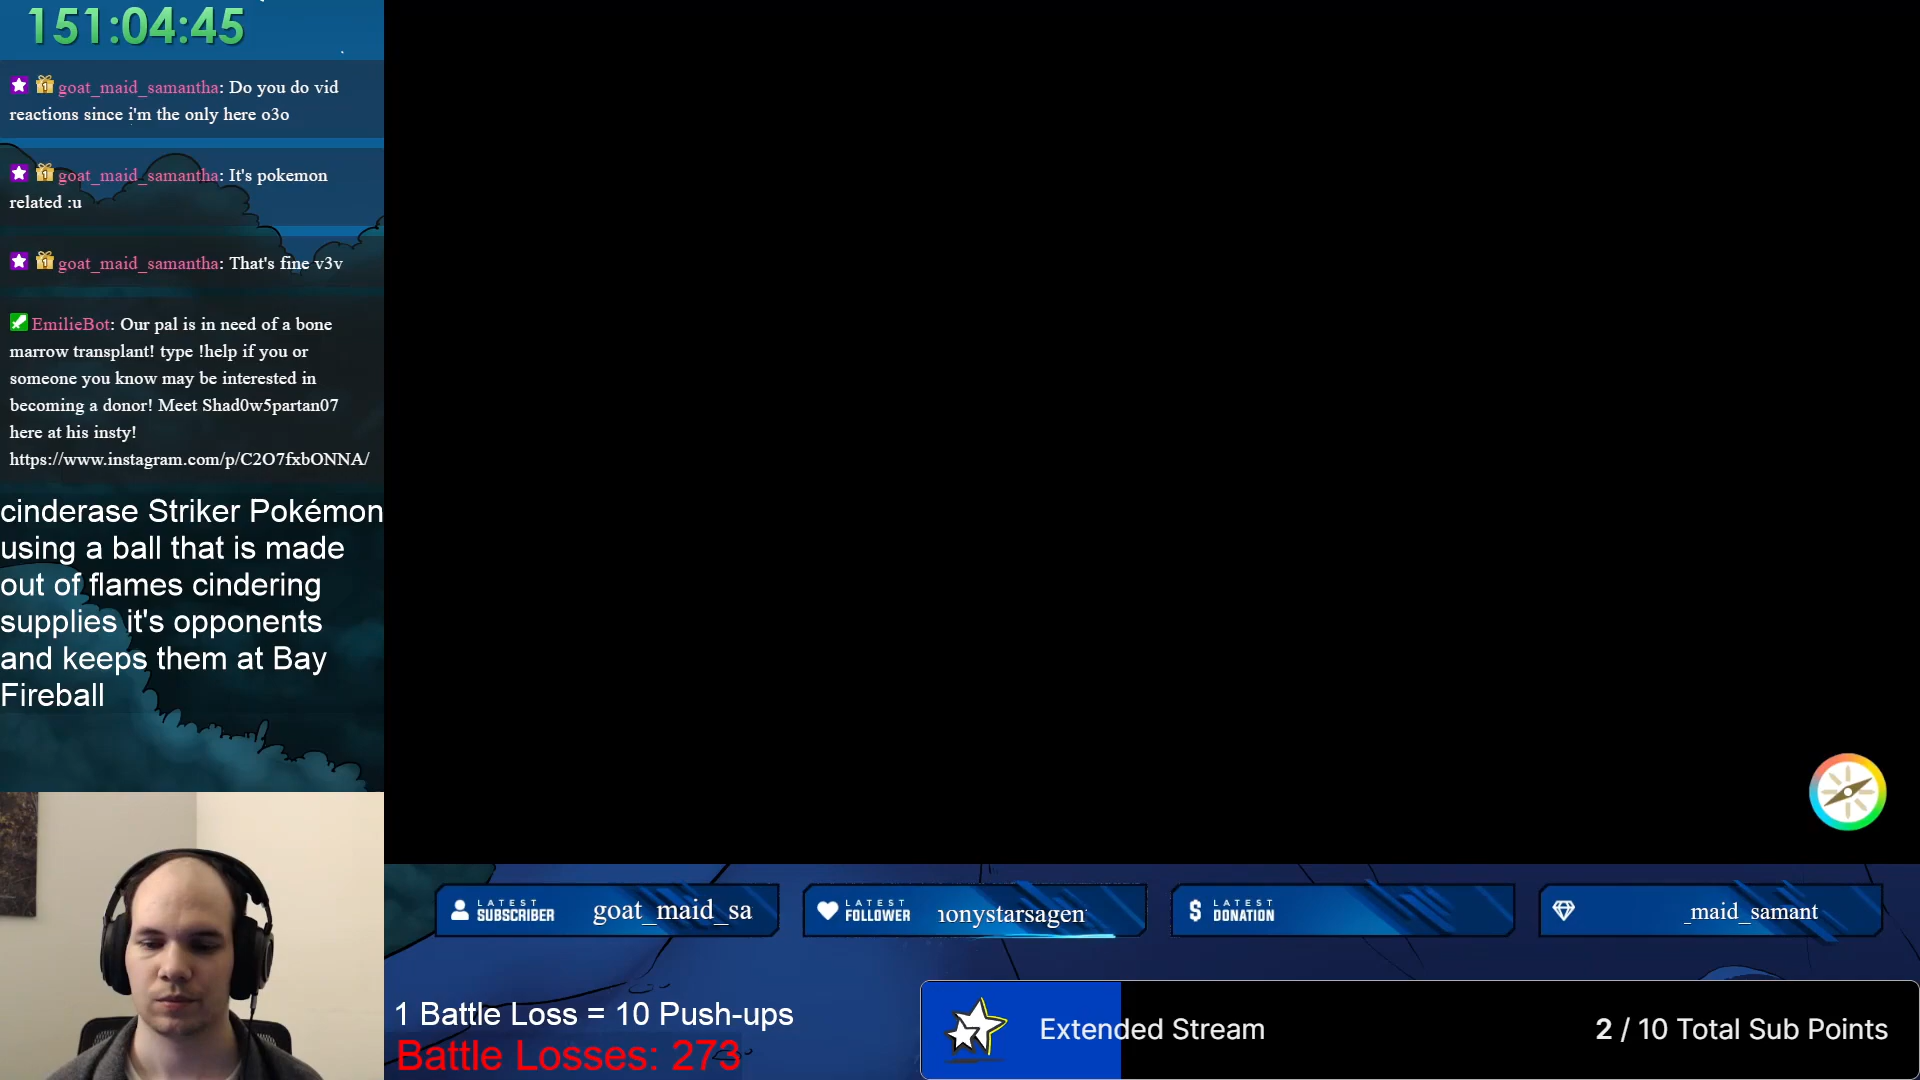 151:04:45
goat_maid_samantha: Do you do vid
reactions since i'm the only here o3o
goat_maid_samantha: It's pokemon
related :u
goat_maid_samantha: That's fine v3v
EmilieBot: Our pal is in need of a bone
marrow transplant! type !help if you or
someone you know may be interested in
becoming a donor! Meet Shad0w5partan07
here at his insty!
https://www.instagram.com/p/C2O7fxbONNA/
cinderase Striker Pokémon
using a ball that is made
out of flames cindering
supplies it's opponents
and keeps them at Bay
Fireball
LATEST
SUBSCRIBER
goat_maid_sa
LATEST
FOLLOWER
onystarsagen
LATEST
DONATION
_maid_samant
1 Battle Loss = 10 Push-ups
Battle Losses: 273
Extended Stream
2 / 10 Total Sub Points